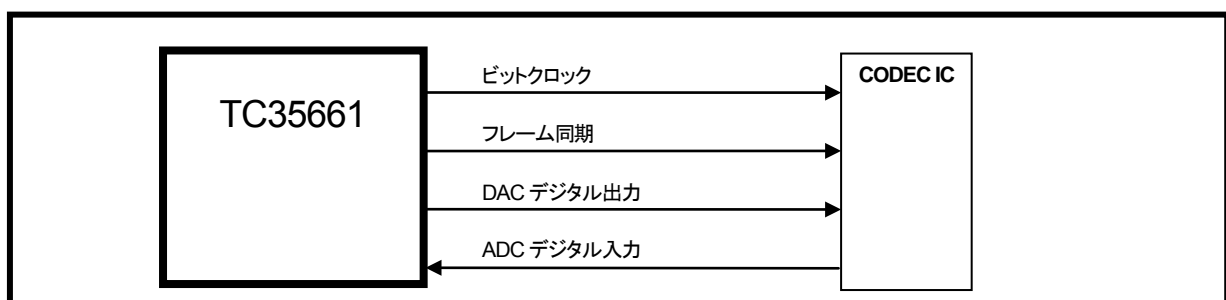 TC35661
ビットクロック
CODEC IC
フレーム同期
DAC デジタル出力
ADC デジタル入力